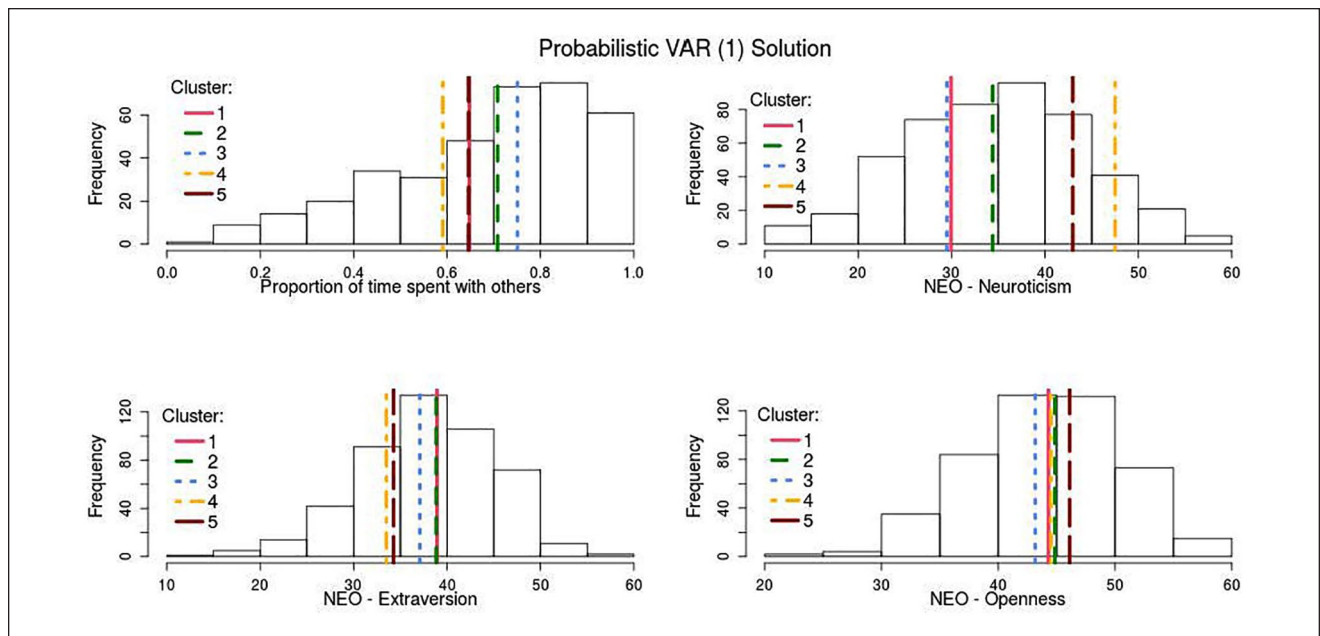 Probabilistic VAR (1) Solution
Cluster:
1
2
3
4
5
Frequency
0
20
40
60
0.0 0.2 0.4 0.6 0.8 1.0
Proportion of time spent with others
Cluster:
1
2
3
4
5
Frequency
0
20
40
60
80
10 20 30 40 50 60
NEO - Neuroticism
Cluster:
1
2
3
4
5
Frequency
0
40
80
120
10 20 30 40 50 60
NEO - Extraversion
Cluster:
1
2
3
4
5
Frequency
0
40
80
120
20 30 40 50 60
NEO - Openness